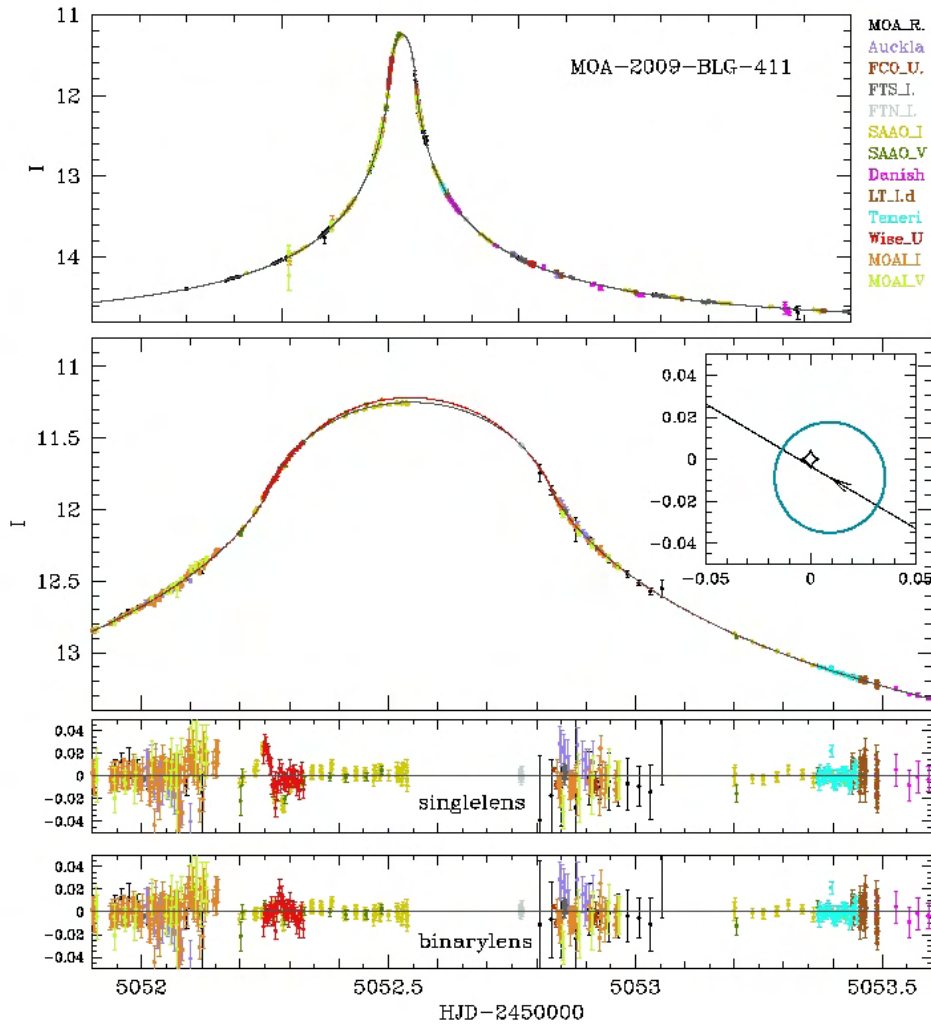 MOA-2009-BLG-411
I
11
12
13
14
MOA_R.
Auckla
FCO_U.
FTS_I.
FTN_I.
SAAO_I
SAAO_V
Danish
LT_I.d
Teneri
Wise_U
MOAI_I
MOAI_V
I
11
11.5
12
12.5
13
0.04
0.02
0
-0.02
-0.04
-0.05
0
0.05
0.04
0.02
0
-0.02
-0.04
singlelens
0.04
0.02
0
-0.02
-0.04
binarylens
5052
5052.5
5053
5053.5
HJD-2450000